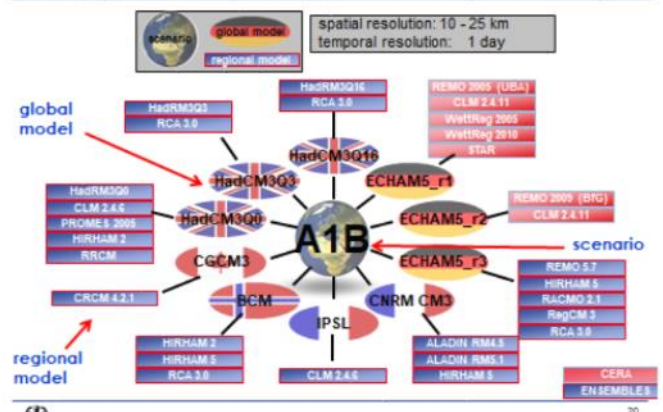 scenario
global model
regional model
spatial resolution: 10 - 25 km
temporal resolution: 1 day
global
model
HadRM3Q3
RCA 3.0
HadRM3Q16
RCA 3.0
REMO 2005 (UBA)
CLM 2.4.11
WettReg 2005
WettReg 2010
STAR
HadCM3Q16
HadCM3Q3
ECHAM5_r1
HadRM3Q0
CLM 2.4.6
PROMES 2005
HIRHAM 2
RRCM
HadCM3Q0
ECHAM5_r2
REMO 2009 (BfG)
CLM 2.4.11
A1B
scenario
CGCM3
ECHAM5_r3
REMO 5.7
HIRHAM 5
RACMO 2.1
RegCM 3
RCA 3.0
CRCM 4.2.1
BCM
IPSL
CNRM CM3
regional
model
HIRHAM 2
HIRHAM 5
RCA 3.0
CLM 2.4.6
ALADIN RM4.5
ALADIN RM5.1
HIRHAM 5
CERA
ENSEMBLES
20